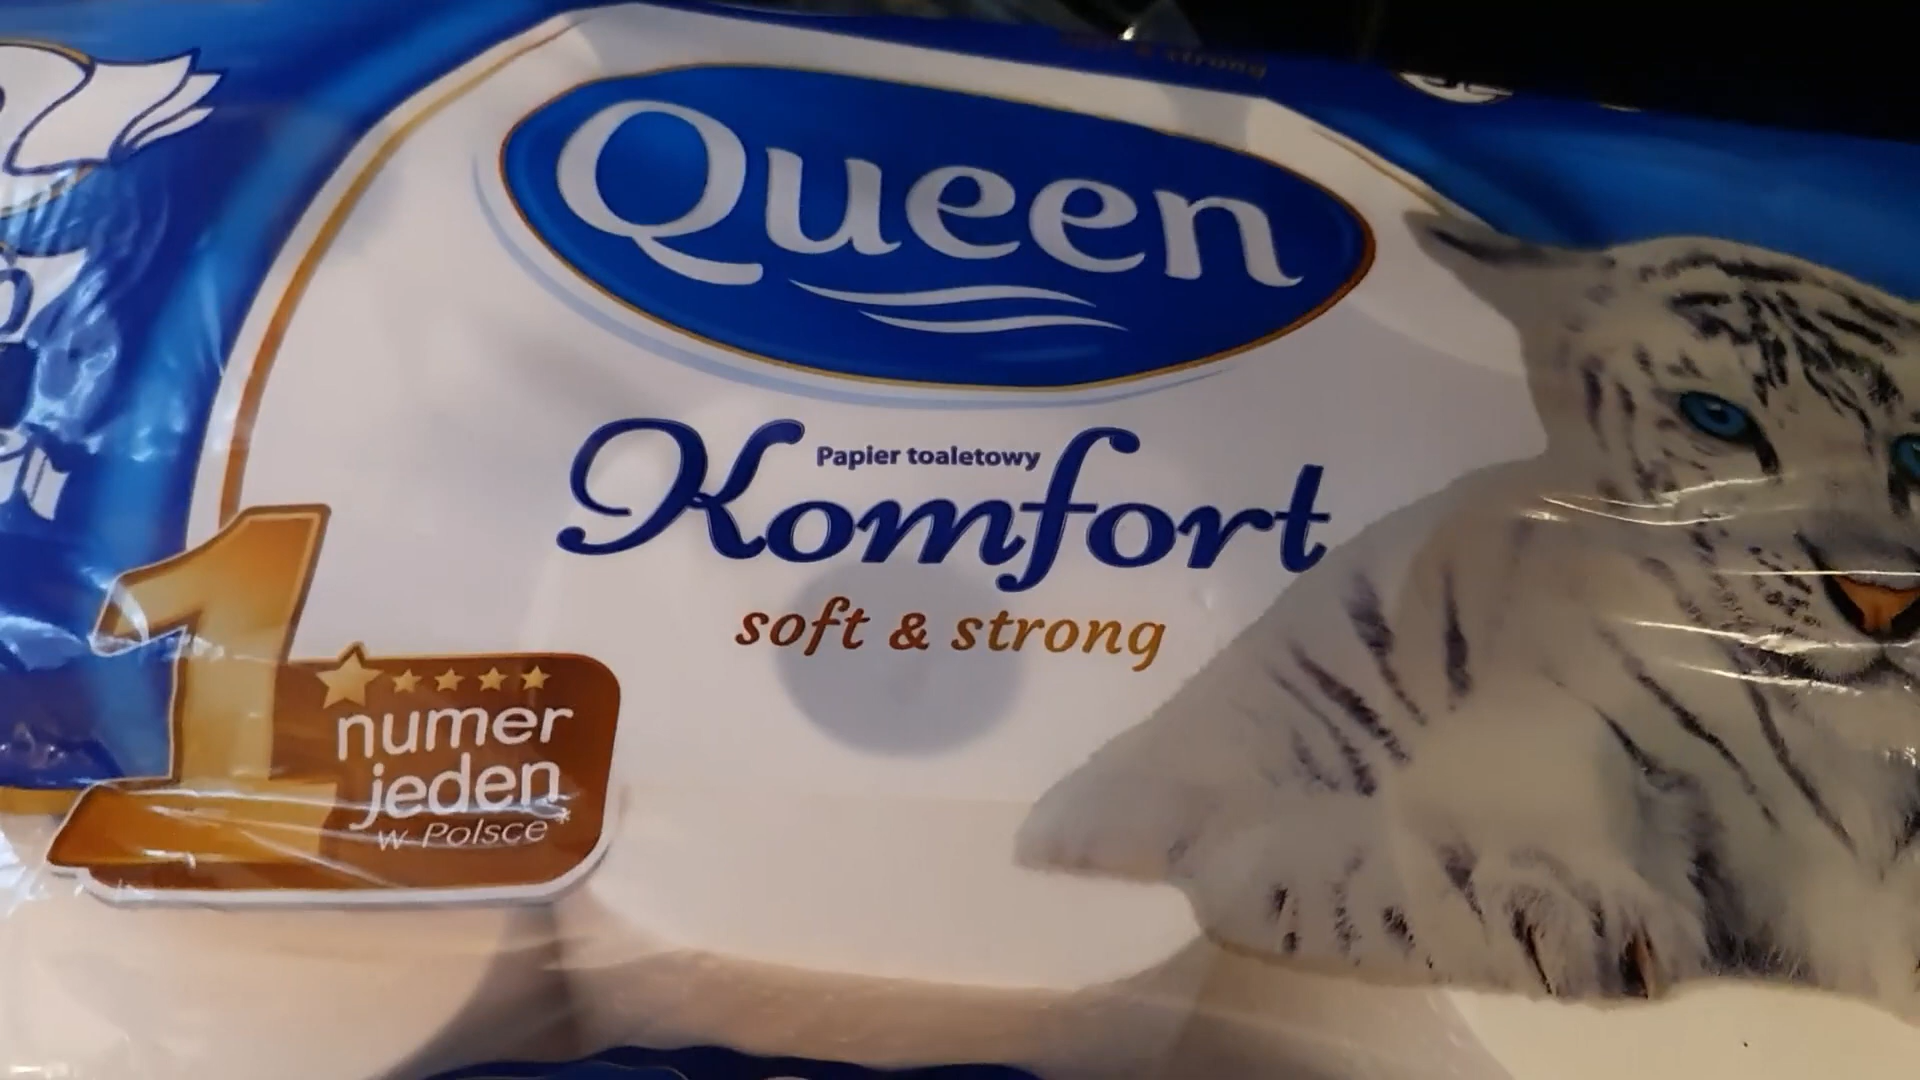 Queen
Papier toaletowy
Komfort
soft & strong
1
numer
jeden
w Polsce*